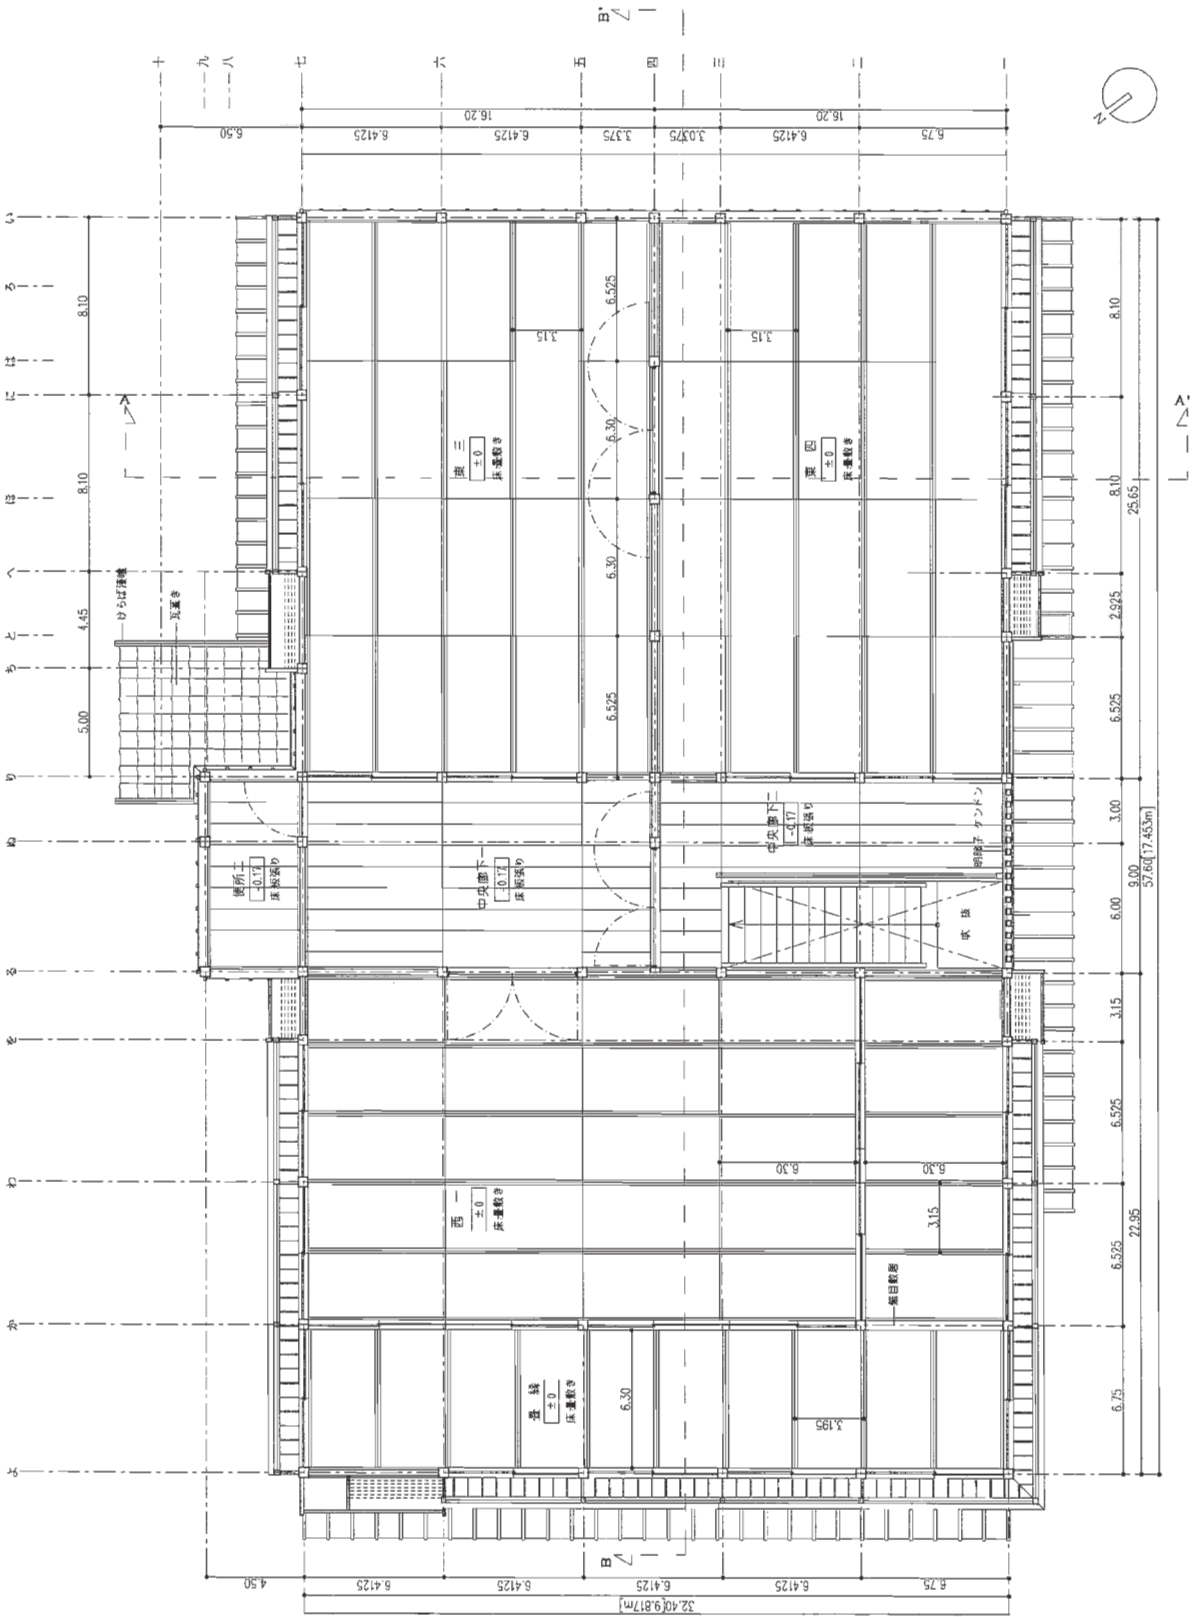 B'
十
九
八
七
六
五
四
三
二
一
N
16.20
16.20
6.50
6.4125
6.4125
3.375
3.0375
6.4125
6.75
い
ろ
は
に
ほ
へ
と
ち
り
ぬ
る
を
わ
か
よ
8.10
8.10
4.45
5.00
A
A'
けらば漆喰
瓦葺き
6.525
6.30
6.30
6.525
3.15
3.15
東 三
±0
床:畳敷き
東 四
±0
床:畳敷き
8.10
8.10
2.925
6.525
3.00
6.00
3.15
6.525
6.525
6.75
25.65
9.00
22.95
57.60[17.453m]
便所二
-0.17
床:板張り
中央廊下一
-0.17
床:板張り
中央廊下二
-0.17
床:板張り
明障子 ケンドン
吹 抜
西 一
±0
床:畳敷き
6.30
6.30
3.15
無目敷居
畳 縁
±0
床:畳敷き
6.30
3.195
B
4.50
6.4125
6.4125
6.4125
6.4125
6.75
32.40[9.817m]